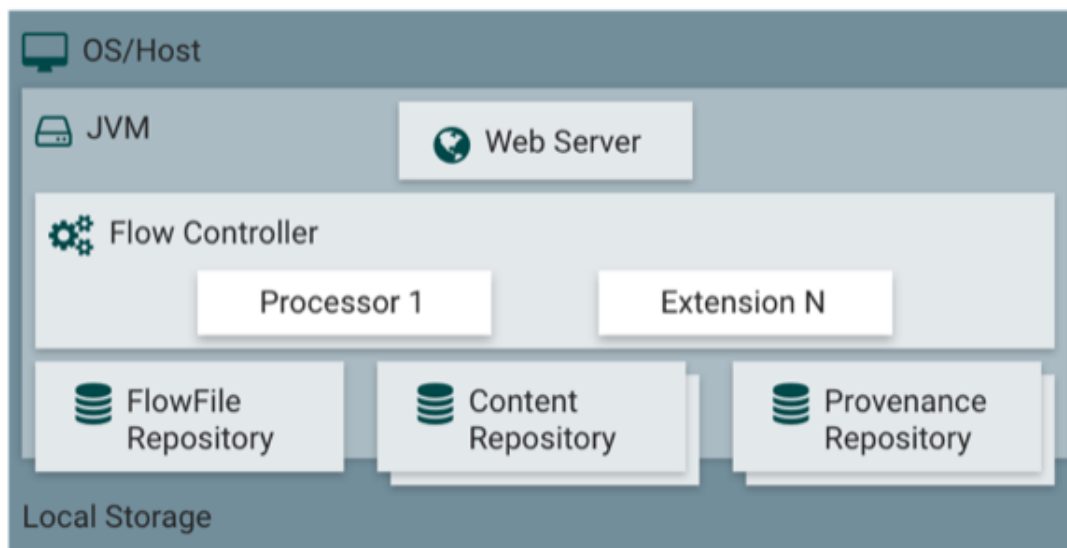 OS/Host
JVM
Web Server
Flow Controller
Processor 1
Extension N
FlowFile
Repository
Content
Repository
Provenance
Repository
Local Storage